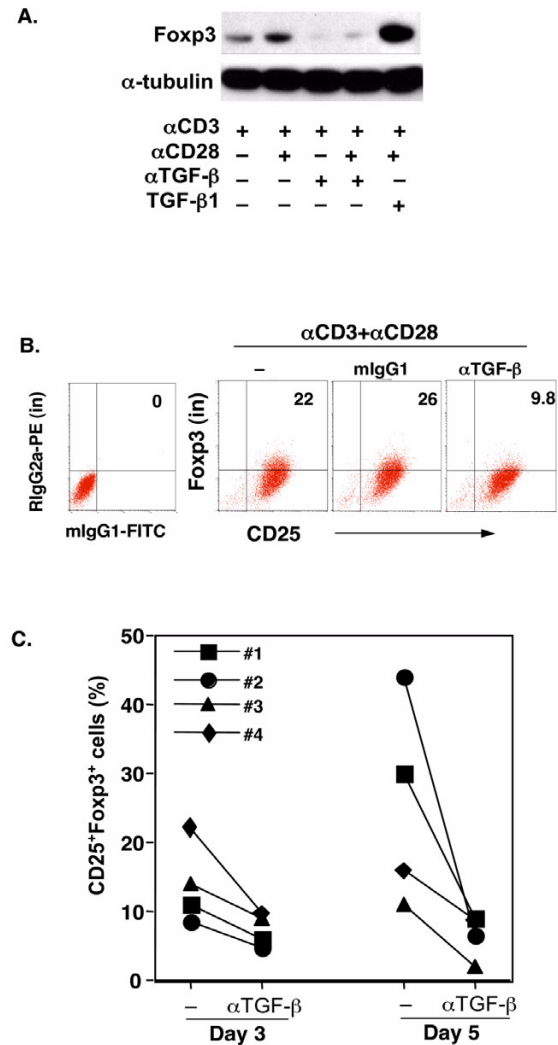 A.
Foxp3
α-tubulin
αCD3 + + + + +
αCD28 – + – + +
αTGF-β – – + + –
TGF-β1 – – – – +
αCD3+αCD28
B.
– mIgG1 αTGF-β
RIgG2a-PE (in)
0
Foxp3 (in)
22
26
9.8
mIgG1-FITC
CD25
C.
CD25+Foxp3+ cells (%)
50
40
30
20
10
0
#1
#2
#3
#4
– αTGF-β – αTGF-β
Day 3 Day 5